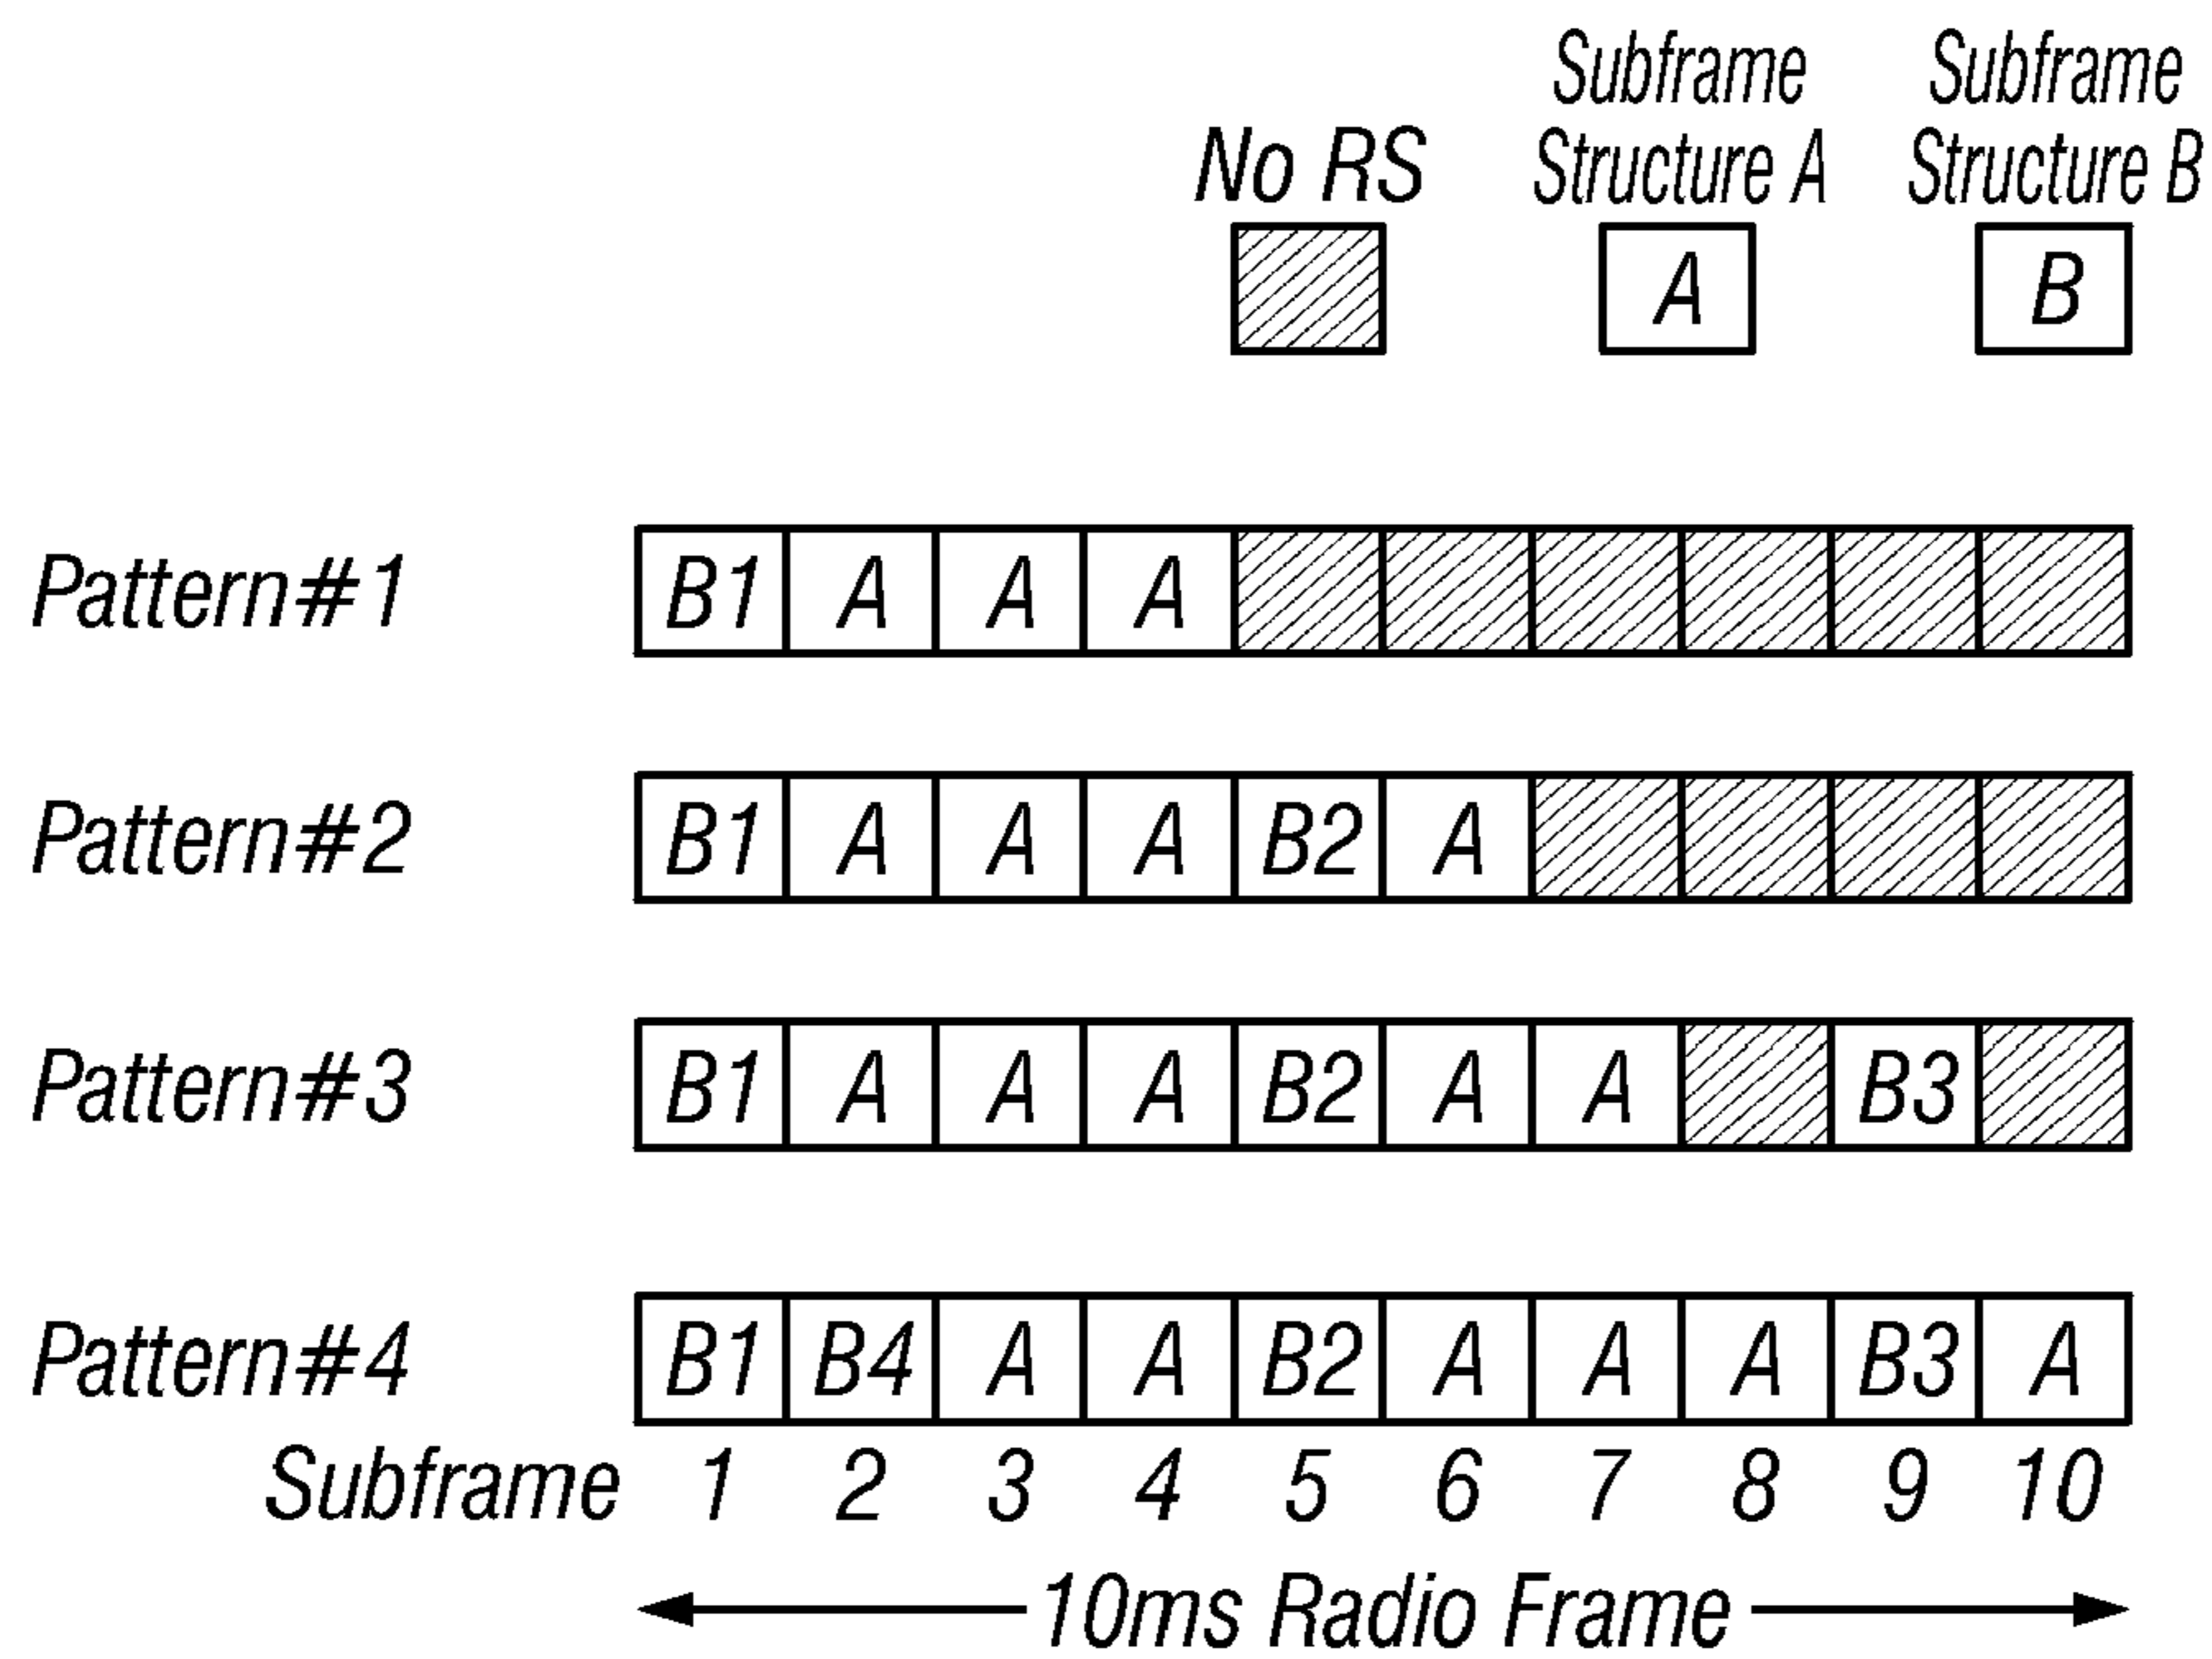 No RS
Subframe Structure A
Subframe Structure B
A
B
Pattern#1 B1 A A A
Pattern#2 B1 A A A B2 A
Pattern#3 B1 A A A B2 A A B3
Pattern#4 B1 B4 A A B2 A A A B3 A
Subframe 1 2 3 4 5 6 7 8 9 10
10ms Radio Frame